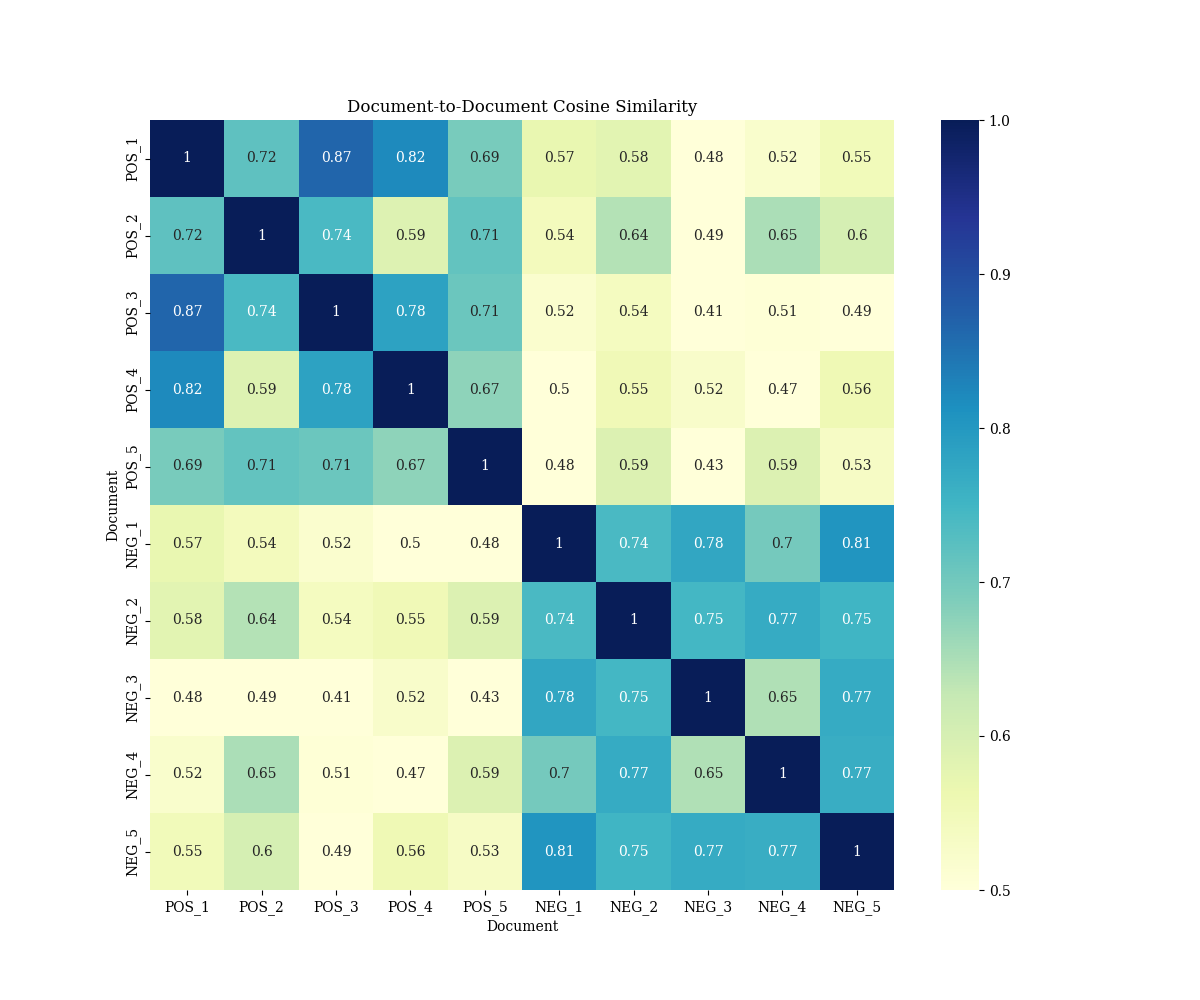 Document-to-Document Cosine Similarity
POS_1 1 0.72 0.87 0.82 0.69 0.57 0.58 0.48 0.52 0.55
POS_2 0.72 1 0.74 0.59 0.71 0.54 0.64 0.49 0.65 0.6
POS_3 0.87 0.74 1 0.78 0.71 0.52 0.54 0.41 0.51 0.49
POS_4 0.82 0.59 0.78 1 0.67 0.5 0.55 0.52 0.47 0.56
POS_5 0.69 0.71 0.71 0.67 1 0.48 0.59 0.43 0.59 0.53
NEG_1 0.57 0.54 0.52 0.5 0.48 1 0.74 0.78 0.7 0.81
NEG_2 0.58 0.64 0.54 0.55 0.59 0.74 1 0.75 0.77 0.75
NEG_3 0.48 0.49 0.41 0.52 0.43 0.78 0.75 1 0.65 0.77
NEG_4 0.52 0.65 0.51 0.47 0.59 0.7 0.77 0.65 1 0.77
NEG_5 0.55 0.6 0.49 0.56 0.53 0.81 0.75 0.77 0.77 1
POS_1 POS_2 POS_3 POS_4 POS_5 NEG_1 NEG_2 NEG_3 NEG_4 NEG_5
Document
Document
1.0
0.9
0.8
0.7
0.6
0.5